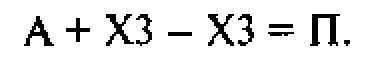 А + ХЗ – ХЗ = П.